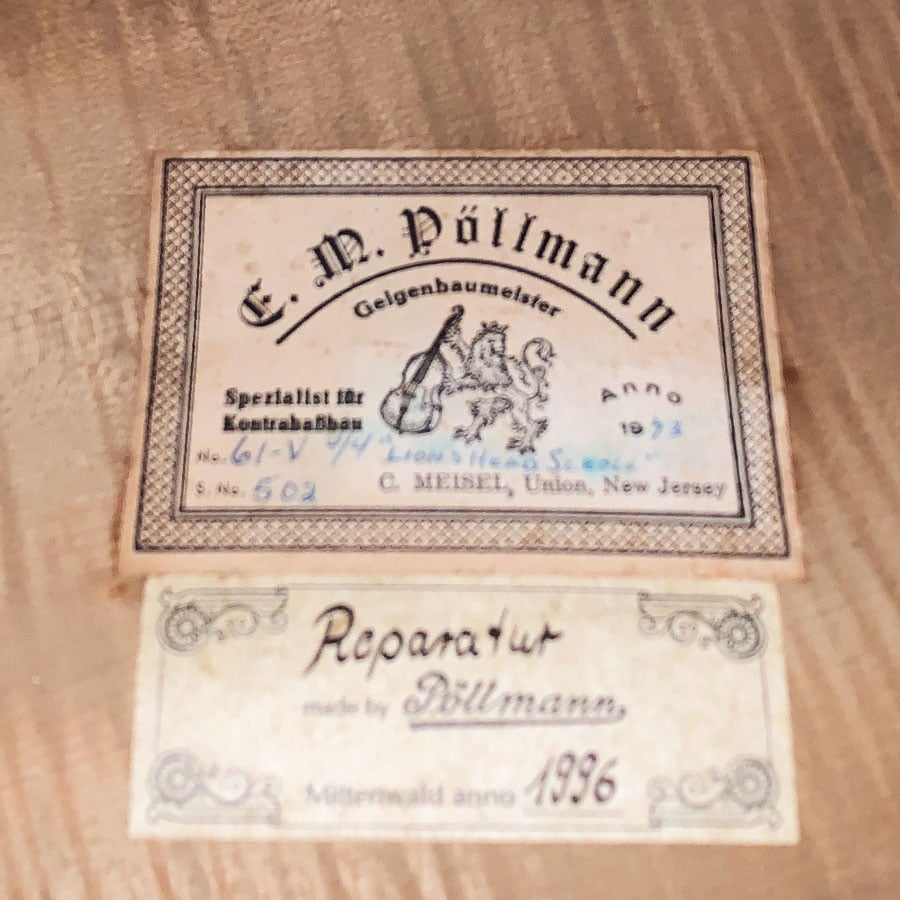 E. M. Pöllmann
Geigenbaumeister
Spezialist für
Kontrabaßbau
Anno
1973
No. 61-V 3/4 "Lion's Head Scroll"
S. No. 502
C. MEISEL, Union, New Jersey
Reparatur
made by Pöllmann,
Mittenwald anno 1996